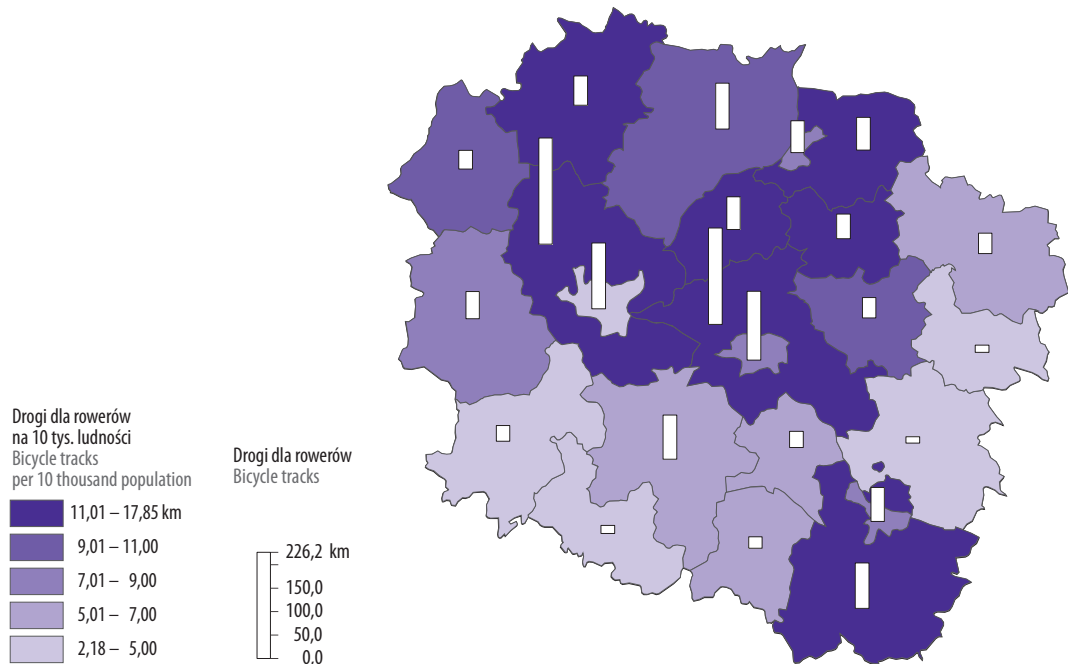 Drogi dla rowerów
na 10 tys. ludności
Bicycle tracks
per 10 thousand population
11,01 – 17,85 km
9,01 – 11,00
7,01 – 9,00
5,01 – 7,00
2,18 – 5,00
Drogi dla rowerów
Bicycle tracks
226,2 km
150,0
100,0
50,0
0,0